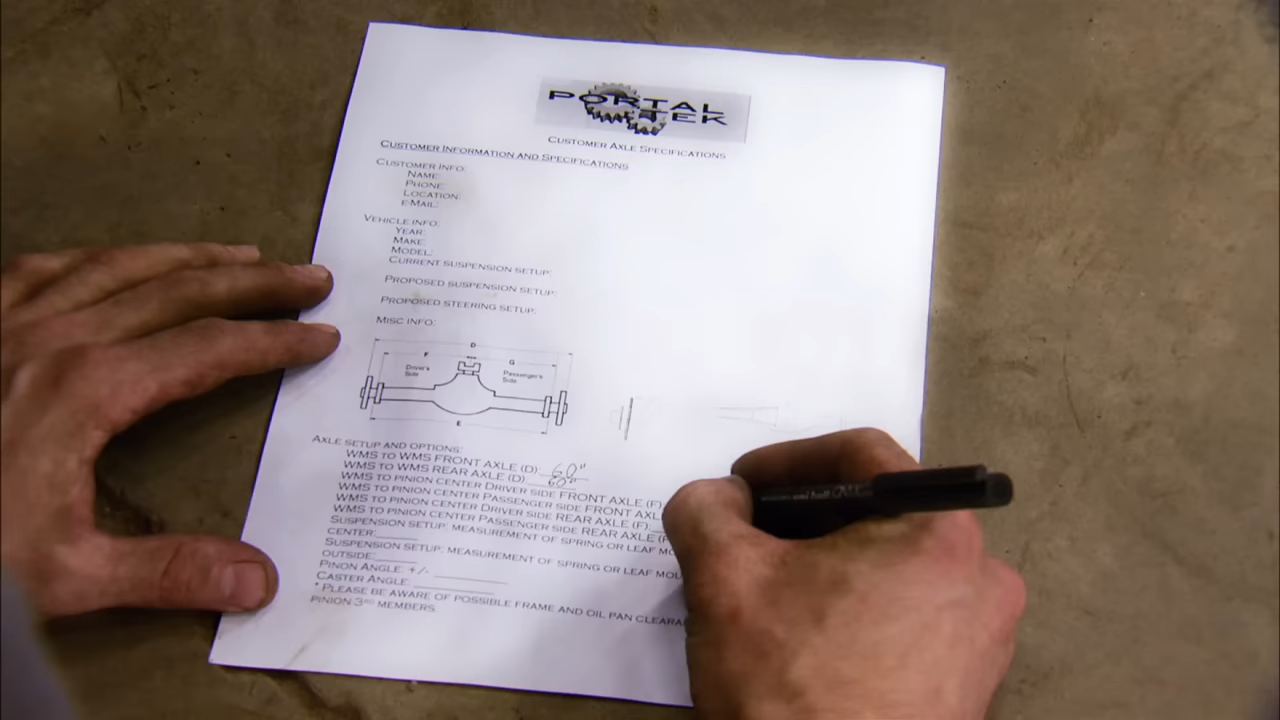 PORTAL
TEK
CUSTOMER AXLE SPECIFICATIONS
CUSTOMER INFORMATION AND SPECIFICATIONS
CUSTOMER INFO:
NAME:
PHONE:
LOCATION:
E-MAIL:
VEHICLE INFO:
YEAR:
MAKE:
MODEL:
CURRENT SUSPENSION SETUP:
PROPOSED SUSPENSION SETUP:
PROPOSED STEERING SETUP:
MISC INFO:
D
F G
Driver's Side
Passenger's Side
E
AXLE SETUP AND OPTIONS:
WMS TO WMS FRONT AXLE (D): 60"
WMS TO WMS REAR AXLE (D): 60"
WMS TO PINION CENTER DRIVER SIDE FRONT AXLE (F)
WMS TO PINION CENTER PASSENGER SIDE FRONT AXL
WMS TO PINION CENTER DRIVER SIDE REAR AXLE (F):
WMS TO PINION CENTER PASSENGER SIDE REAR AXLE
SUSPENSION SETUP: MEASUREMENT OF SPRING OR LEAF MO
CENTER:
SUSPENSION SETUP: MEASUREMENT OF SPRING OR LEAF MOU
OUTSIDE:
PINON ANGLE: +/-
CASTER ANGLE:
* PLEASE BE AWARE OF POSSIBLE FRAME AND OIL PAN CLEARA
PINION 3RD MEMBERS.